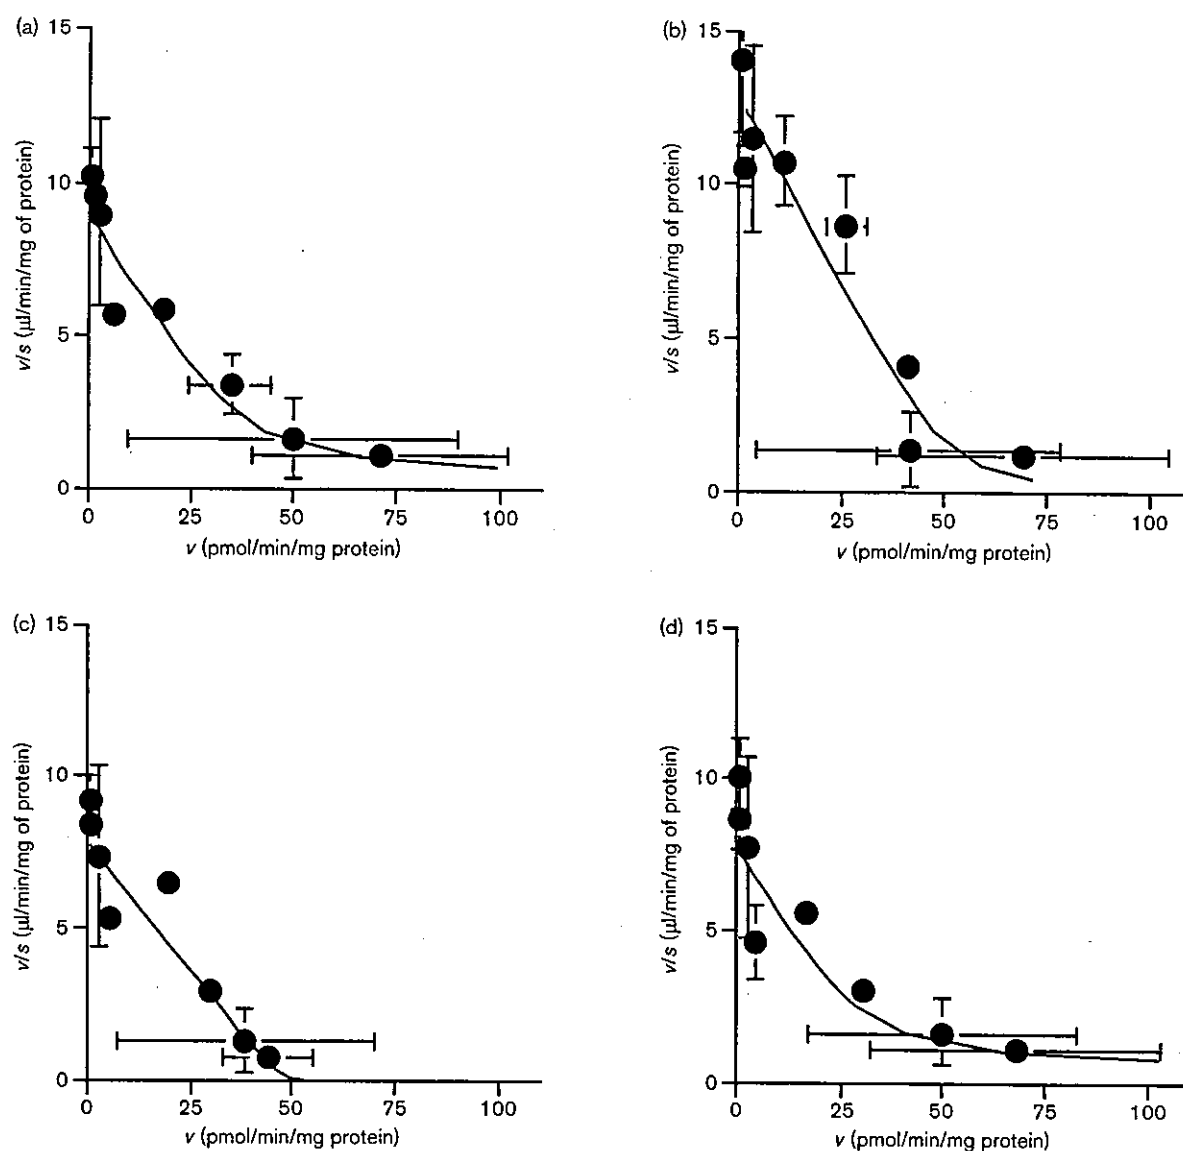 (a) 15
10
5
0
v/s (μl/min/mg of protein)
0 25 50 75 100
v (pmol/min/mg protein)
(b) 15
10
5
0
v/s (μl/min/mg of protein)
0 25 50 75 100
v (pmol/min/mg protein)
(c) 15
10
5
0
v/s (μl/min/mg of protein)
0 25 50 75 100
v (pmol/min/mg protein)
(d) 15
10
5
0
v/s (μl/min/mg of protein)
0 25 50 75 100
v (pmol/min/mg protein)